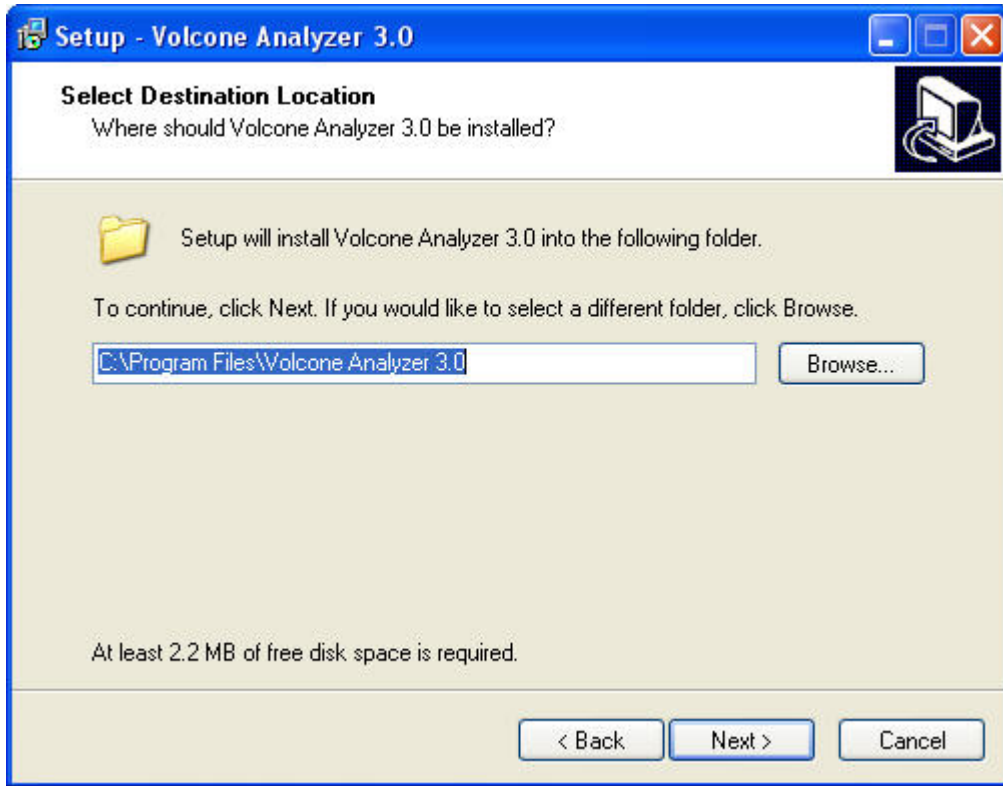 Setup - Volcone Analyzer 3.0
Select Destination Location
Where should Volcone Analyzer 3.0 be installed?
Setup will install Volcone Analyzer 3.0 into the following folder.
To continue, click Next. If you would like to select a different folder, click Browse.
C:\Program Files\Volcone Analyzer 3.0
Browse...
At least 2.2 MB of free disk space is required.
< Back
Next >
Cancel